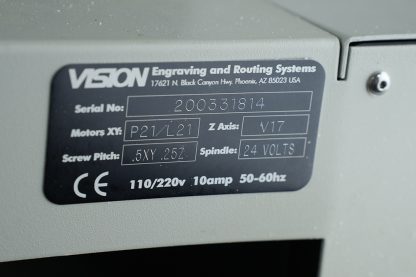 VISION Engraving and Routing Systems
17621 N. Black Canyon Hwy. Phoenix, AZ 85023 USA
Serial No: 200331814
Motors XY: P21/L21 Z Axis: V17
Screw Pitch: .5XY .25Z Spindle: 24 VOLTS
CE 110/220v 10amp 50-60hz